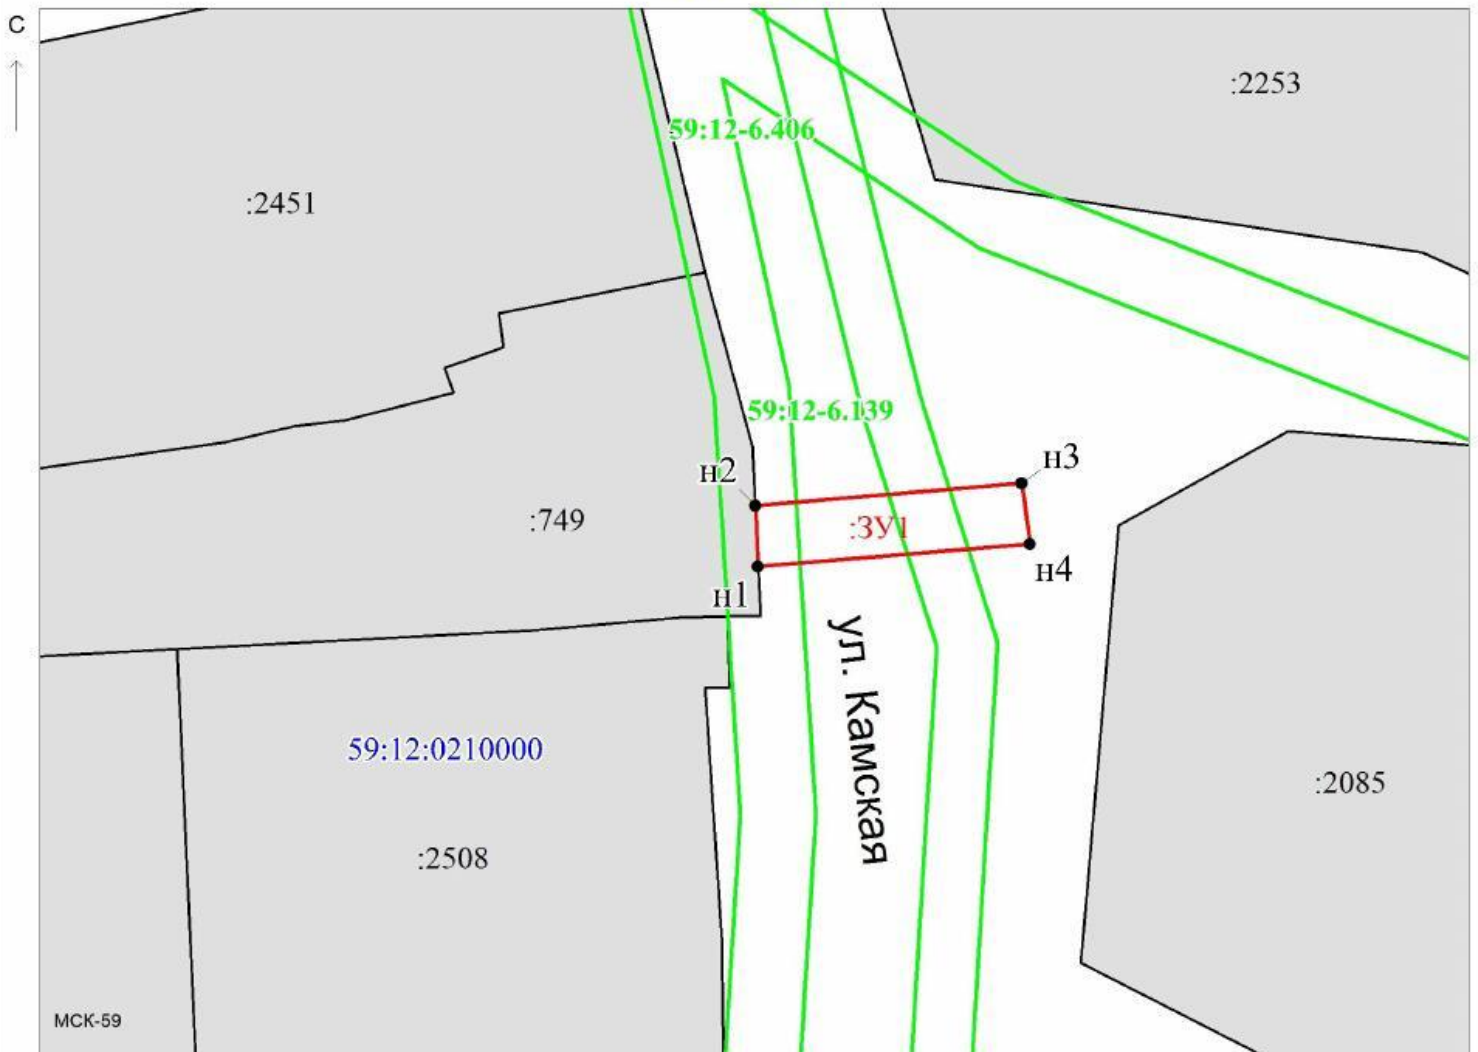 С
:2253
59:12-6.406
:2451
59:12-6.139
н3
н2
:749
:ЗУ1
н4
н1
ул. Камская
59:12:0210000
:2085
:2508
МСК-59